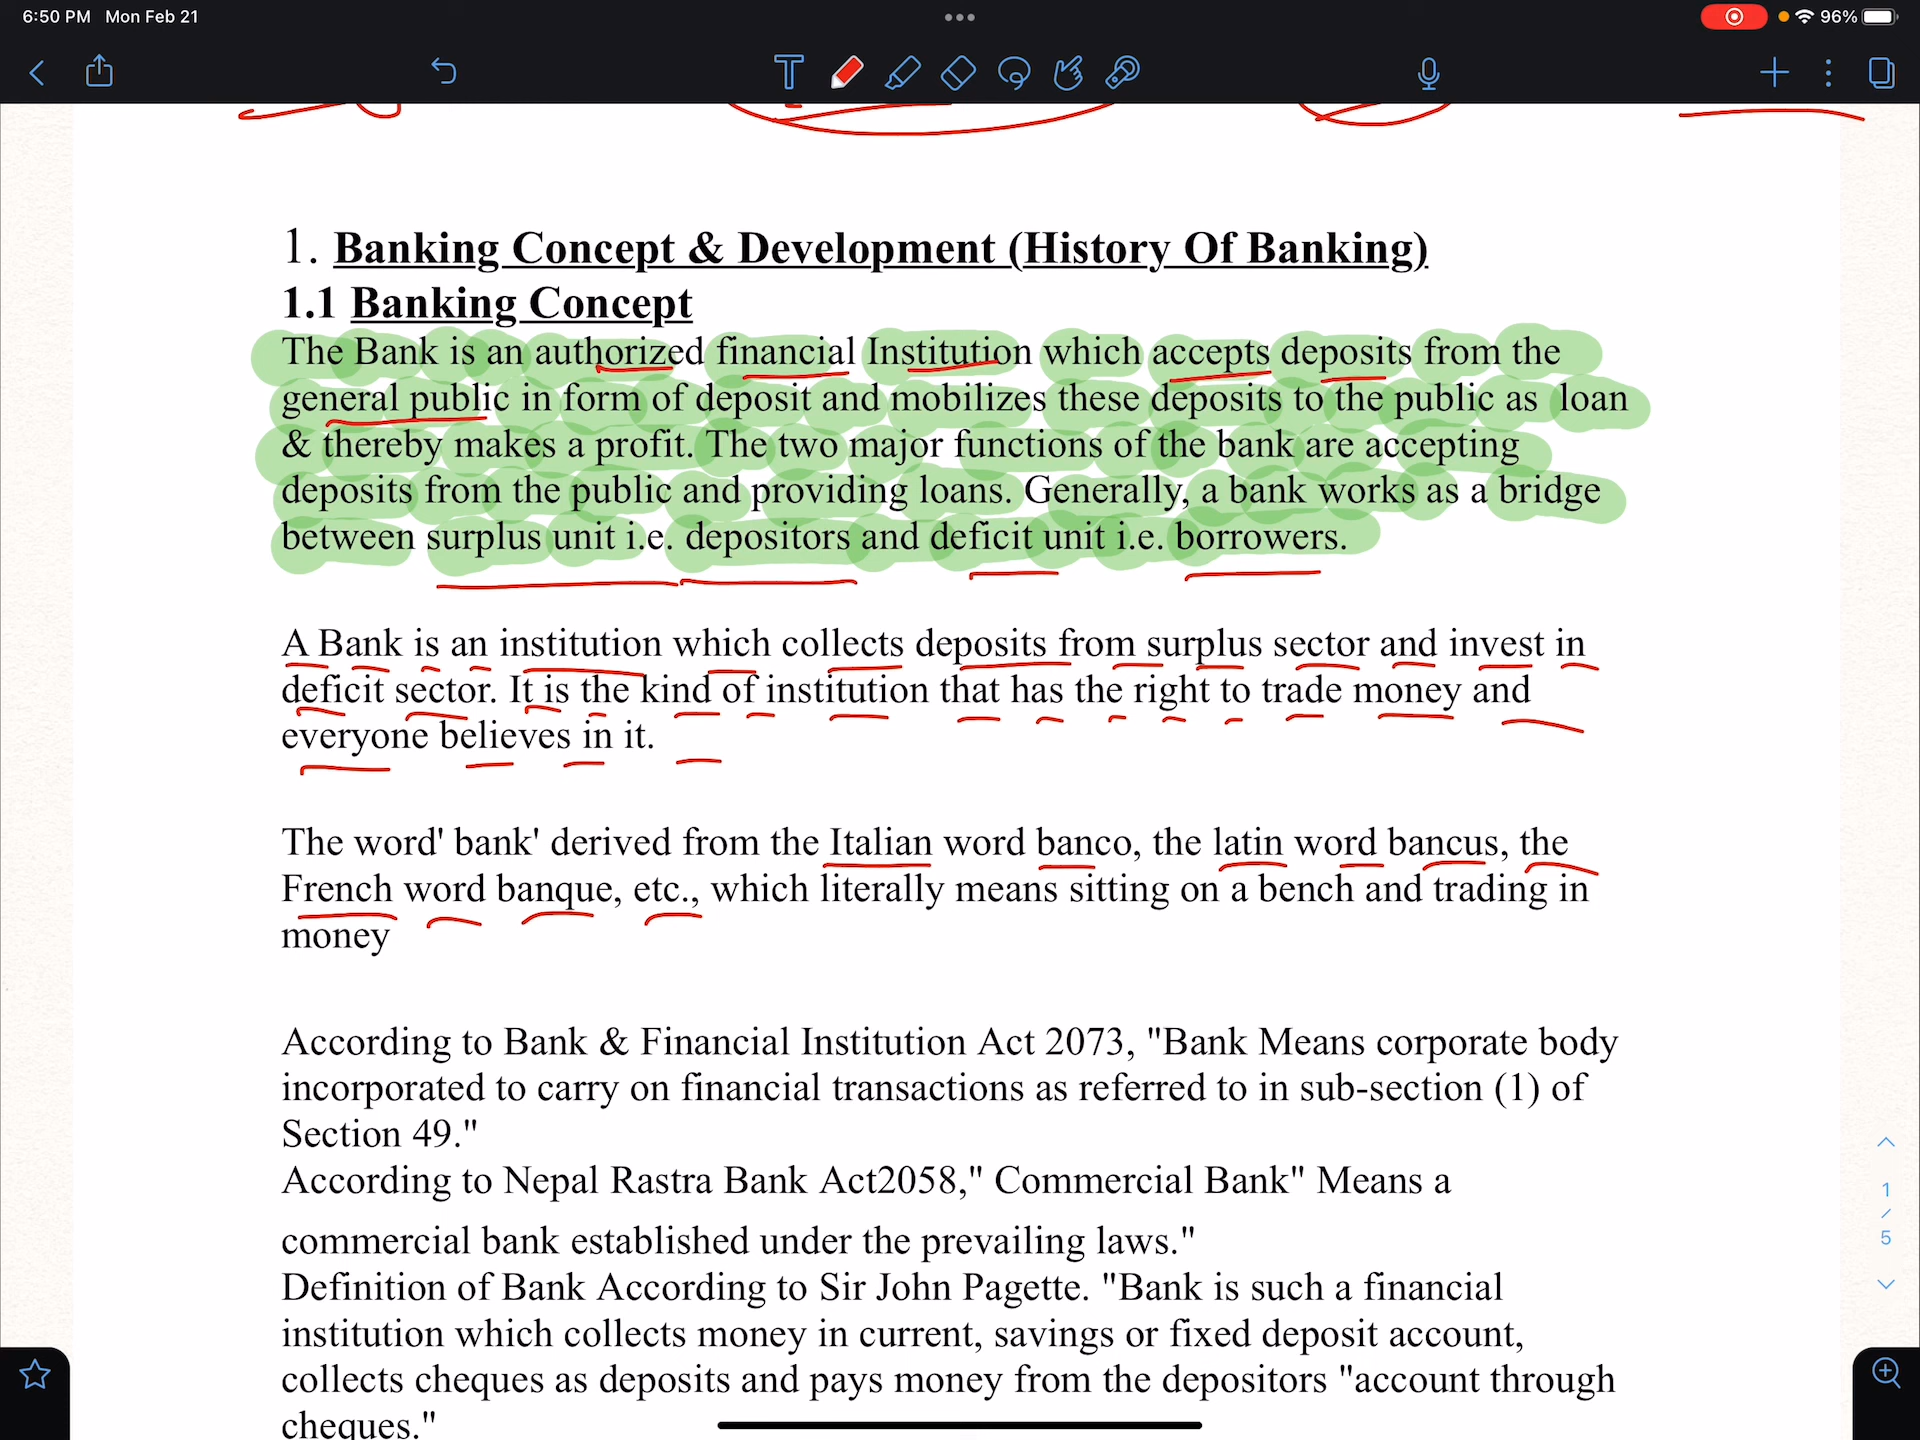 6:50 PM Mon Feb 21
96%
1. Banking Concept & Development (History Of Banking)
1.1 Banking Concept
The Bank is an authorized financial Institution which accepts deposits from the
general public in form of deposit and mobilizes these deposits to the public as loan
& thereby makes a profit. The two major functions of the bank are accepting
deposits from the public and providing loans. Generally, a bank works as a bridge
between surplus unit i.e. depositors and deficit unit i.e. borrowers.
A Bank is an institution which collects deposits from surplus sector and invest in
deficit sector. It is the kind of institution that has the right to trade money and
everyone believes in it.
The word' bank' derived from the Italian word banco, the latin word bancus, the
French word banque, etc., which literally means sitting on a bench and trading in
money
According to Bank & Financial Institution Act 2073, "Bank Means corporate body
incorporated to carry on financial transactions as referred to in sub-section (1) of
Section 49."
According to Nepal Rastra Bank Act2058," Commercial Bank" Means a
commercial bank established under the prevailing laws."
Definition of Bank According to Sir John Pagette. "Bank is such a financial
institution which collects money in current, savings or fixed deposit account,
collects cheques as deposits and pays money from the depositors "account through
cheques."
1
/
5